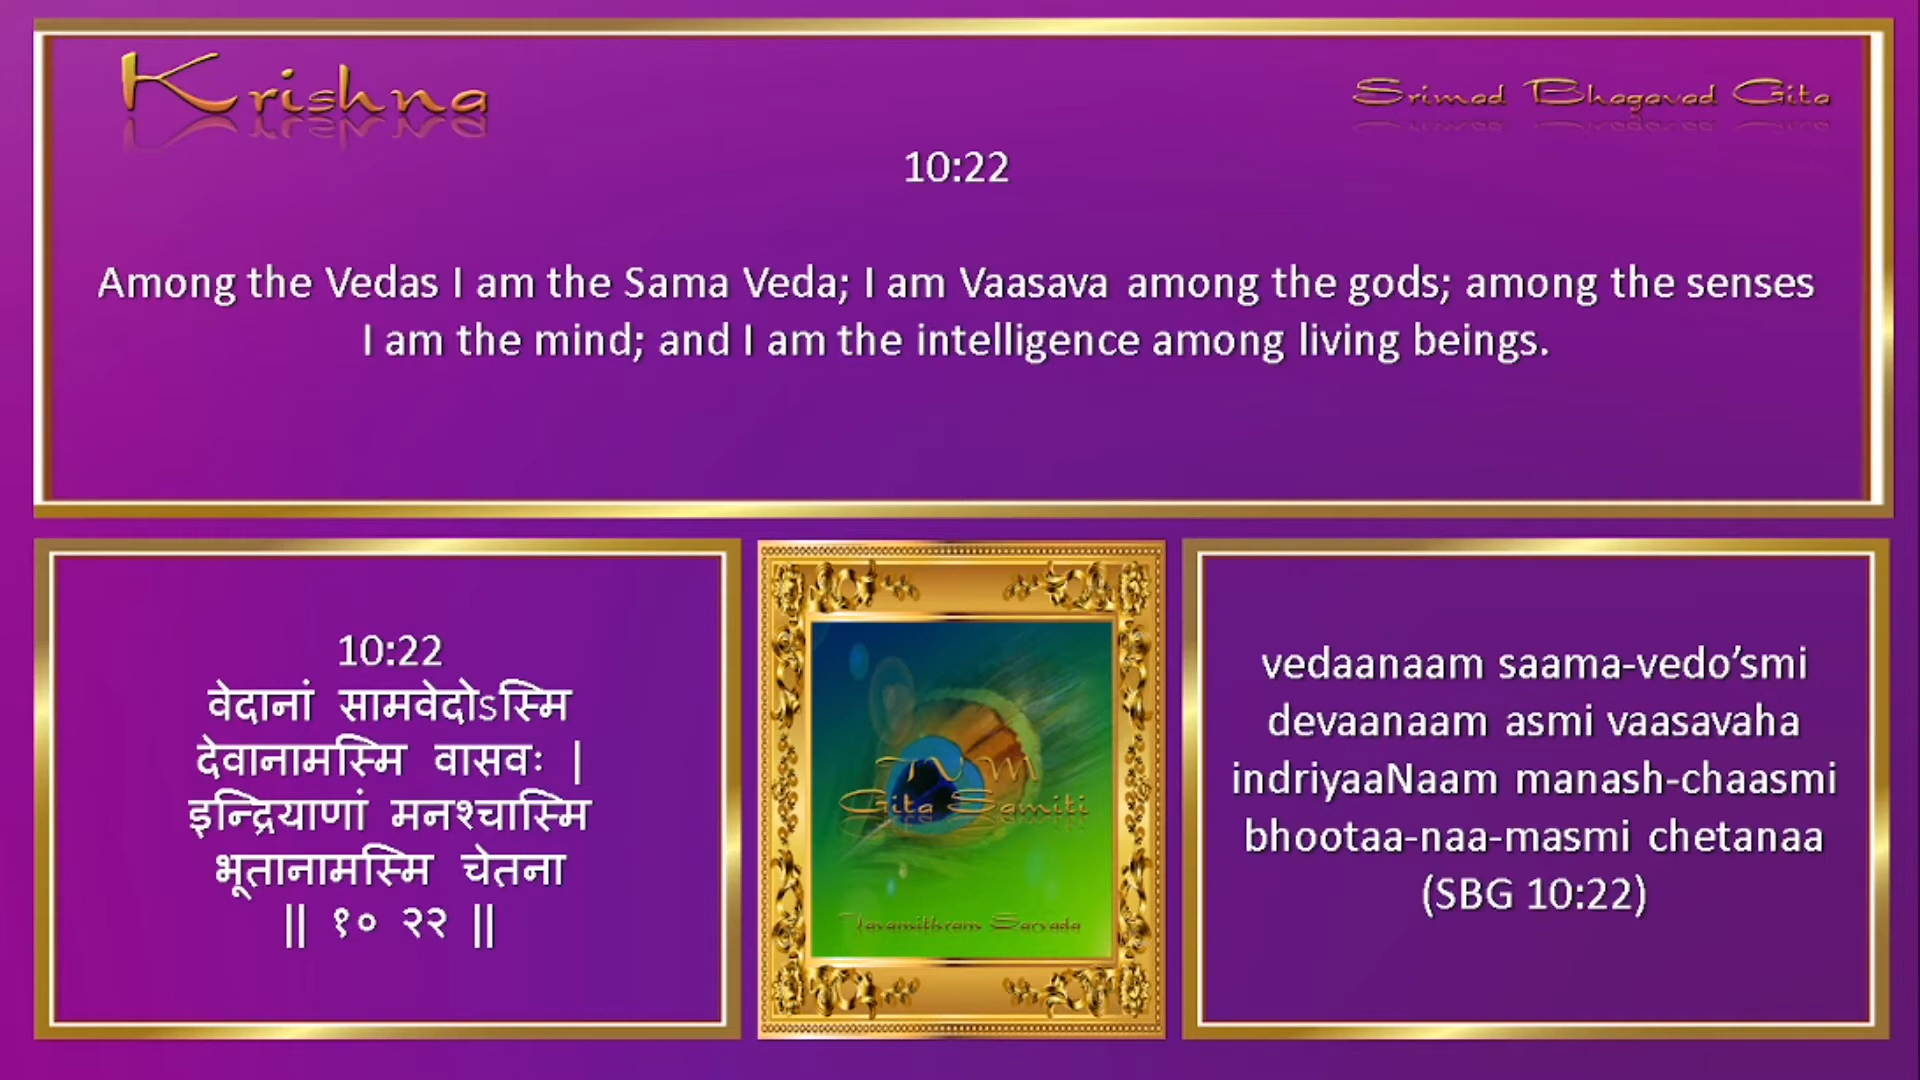 Krishna
Srimad Bhagavad Gita
10:22
Among the Vedas I am the Sama Veda; I am Vaasava among the gods; among the senses
I am the mind; and I am the intelligence among living beings.
10:22
वेदानां सामवेदोऽस्मि
देवानामस्मि वासवः |
इन्द्रियाणां मनश्चास्मि
भूतानामस्मि चेतना
|| १० २२ ||
TVM
Gita Samiti
Tavamithram Sarvada
vedaanaam saama-vedo’smi
devaanaam asmi vaasavaha
indriyaaNaam manash-chaasmi
bhootaa-naa-masmi chetanaa
(SBG 10:22)